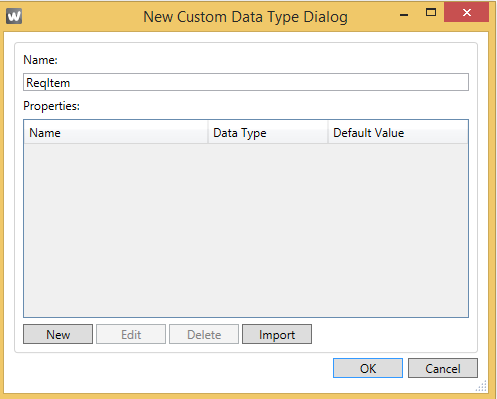 W
New Custom Data Type Dialog
Name:
ReqItem
Properties:
Name Data Type Default Value
New Edit Delete Import
OK Cancel